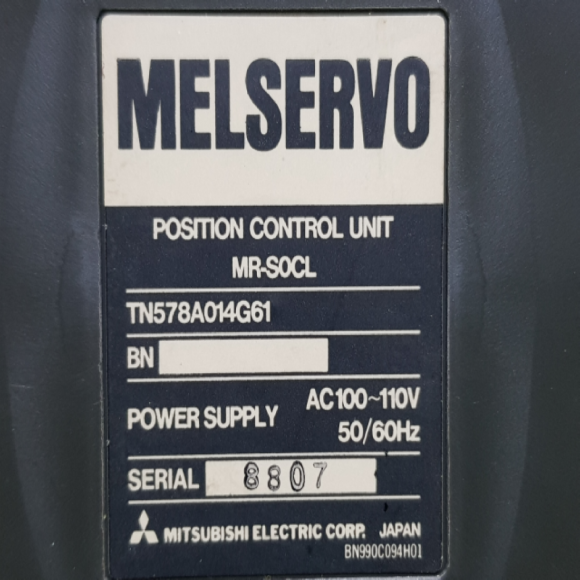 MELSERVO
POSITION CONTROL UNIT
MR-S0CL
TN578A014G61
BN
POWER SUPPLY AC100~110V
50/60Hz
SERIAL 8807
MITSUBISHI ELECTRIC CORP. JAPAN
BN990C094H01